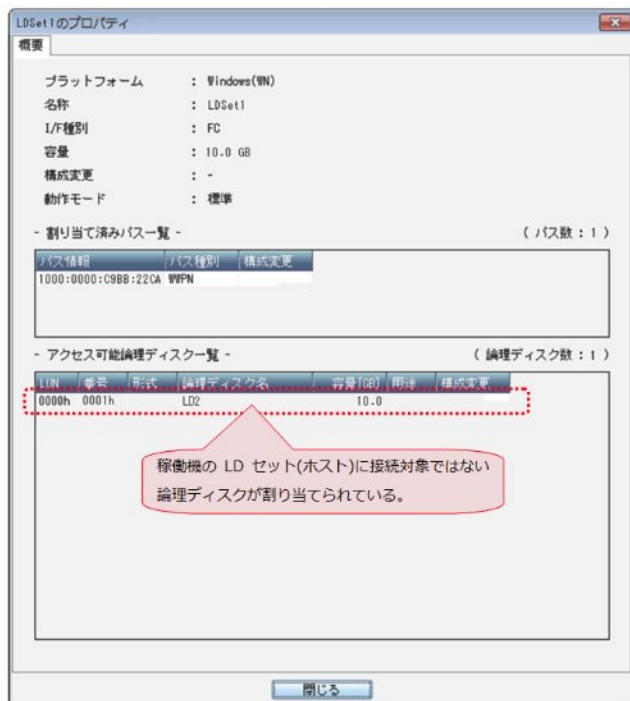 LDSet1のプロパティ
概要
プラットフォーム : Windows(WN)
名称 : LDSet1
I/F種別 : FC
容量 : 10.0 GB
構成変更 : -
動作モード : 標準
- 割り当て済みパス一覧 - ( パス数 : 1 )
パス情報 パス種別 構成変更
1000:0000:C9BB:22CA WWPN
- アクセス可能論理ディスク一覧 - ( 論理ディスク数 : 1 )
LUN 番号 形式 論理ディスク名 容量[GB] 用途 構成変更
0000h 0001h LD2 10.0
稼働機の LD セット(ホスト)に接続対象ではない
論理ディスクが割り当てられている。
閉じる